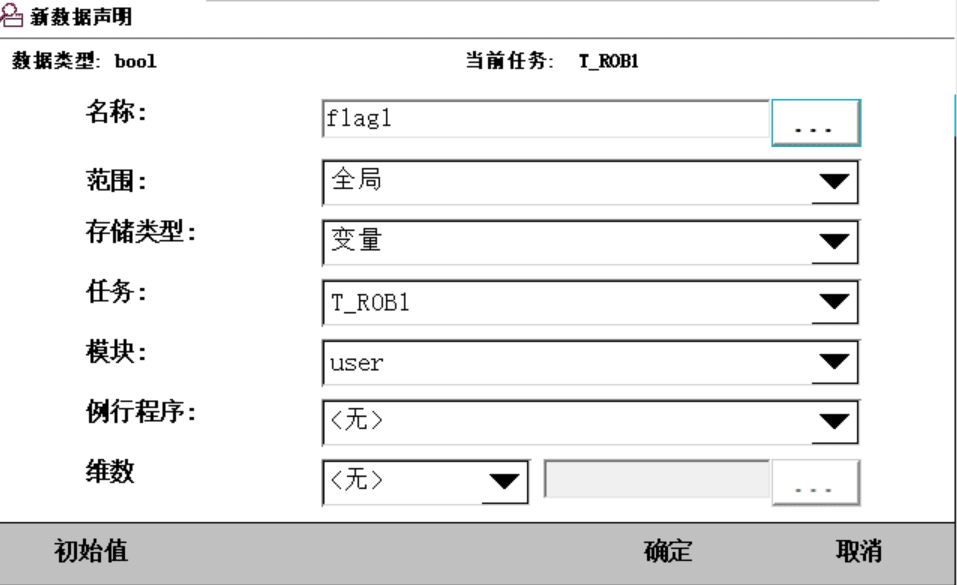 新数据声明
数据类型: bool 当前任务: T_ROB1
名称: flag1 ...
范围: 全局
存储类型: 变量
任务: T_ROB1
模块: user
例行程序: <无>
维数 <无> ...
初始值 确定 取消